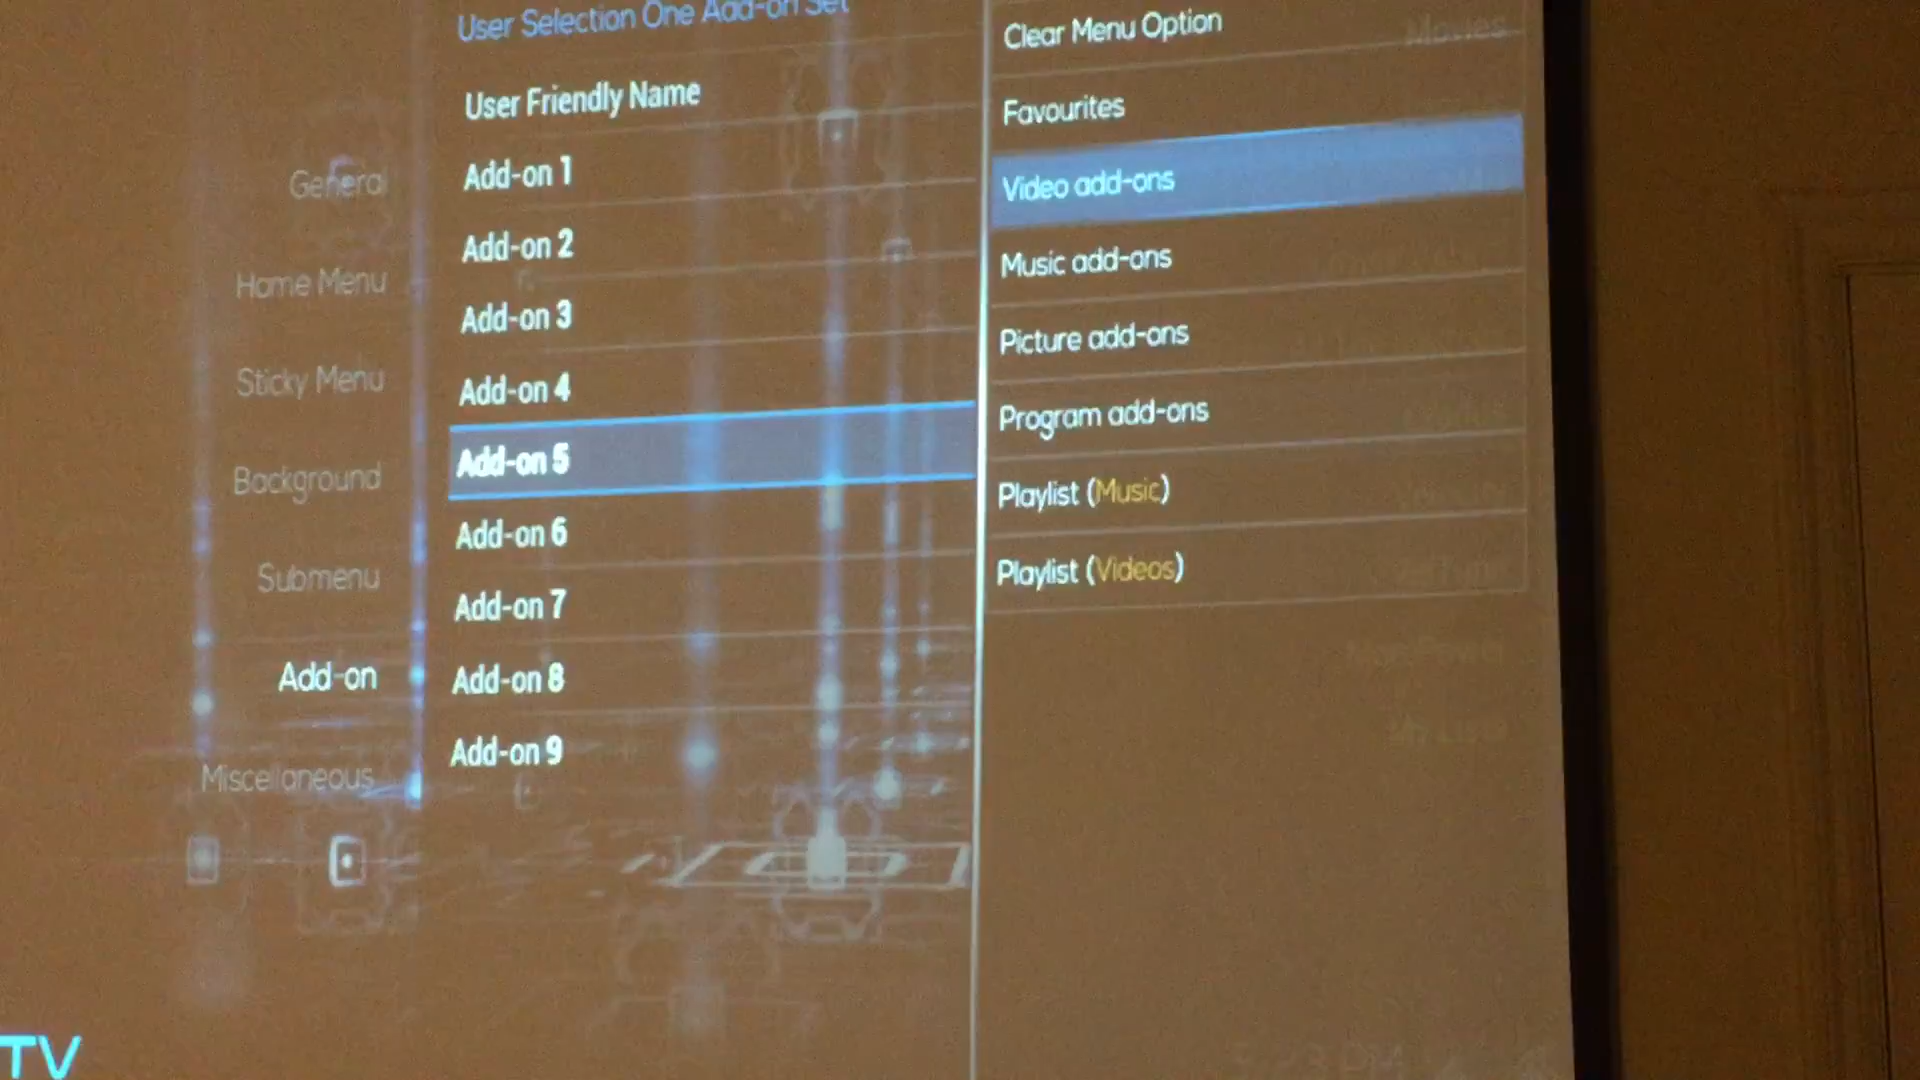 General
Home Menu
Sticky Menu
Background
Submenu
Add-on
Miscellaneous
User Selection One Add-on Set
User Friendly Name
Add-on 1
Add-on 2
Add-on 3
Add-on 4
Add-on 5
Add-on 6
Add-on 7
Add-on 8
Add-on 9
Clear Menu Option
Favourites
Video add-ons
Music add-ons
Picture add-ons
Program add-ons
Playlist (Music)
Playlist (Videos)
Movies
TV